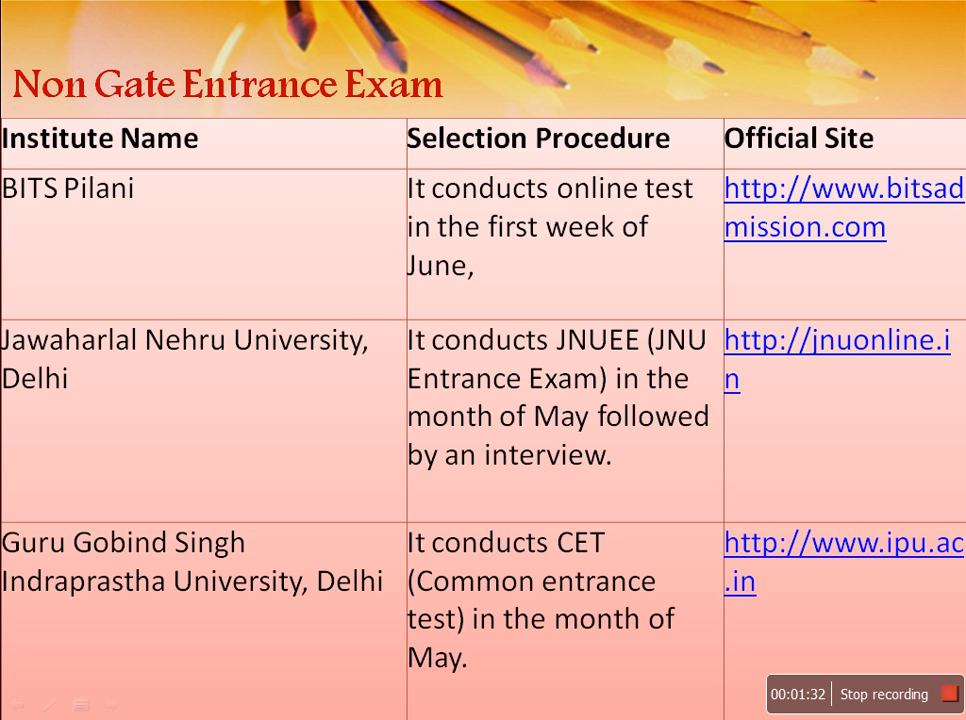 Non Gate Entrance Exam
Institute Name
Selection Procedure
Official Site
BITS Pilani
It conducts online test
in the first week of
June,
http://www.bitsad
mission.com
Jawaharlal Nehru University,
Delhi
It conducts JNUEE (JNU
Entrance Exam) in the
month of May followed
by an interview.
http://jnuonline.i
n
Guru Gobind Singh
Indraprastha University, Delhi
It conducts CET
(Common entrance
test) in the month of
May.
http://www.ipu.ac
.in
00:01:32
Stop recording